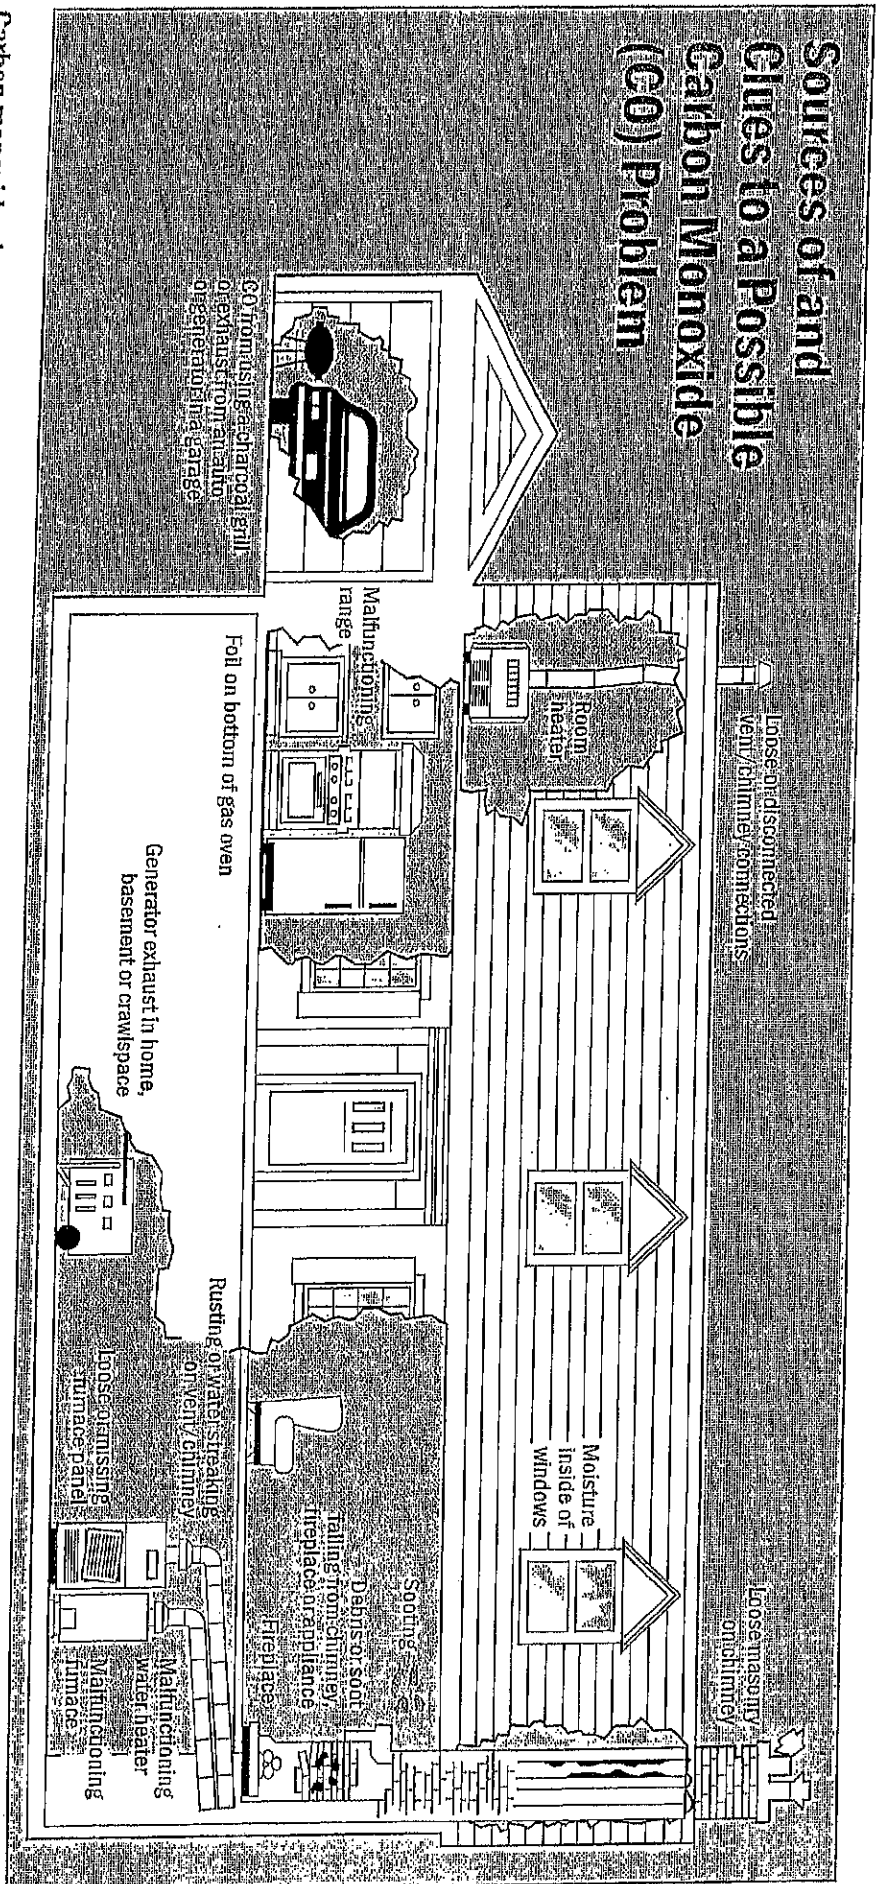 Sources of and
Clues to a Possible
Carbon Monoxide
(CO) Problem
Loose or disconnected
vent/chimney connections
Loose masonry
on chimney
Room
heater
Moisture
inside of
windows
Malfunctioning
range
Sooting
Debris or soot
falling from chimney,
fireplace or appliance
Fireplace
CO from using a charcoal grill
or exhaust from an auto
or generator in a garage
Foil on bottom of gas oven
Generator exhaust in home,
basement or crawlspace
Rusting or water streaking
on vent/chimney
Loose or missing
furnace panel
Malfunctioning
water heater
Malfunctioning
furnace